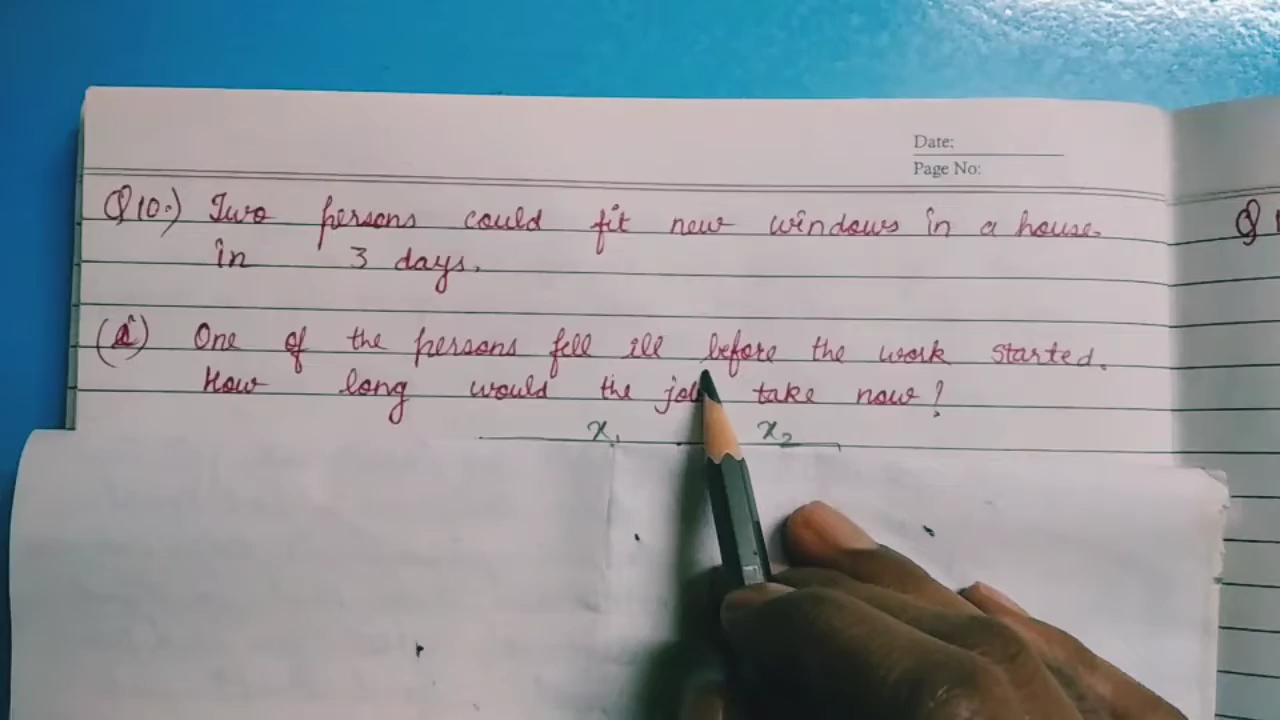 Date:
Page No:
Q10.) Two persons could fit new windows in a house.
in 3 days.
(i) One of the persons fell ill before the work started.
How long would the job take now?
x₁ x₂
Q